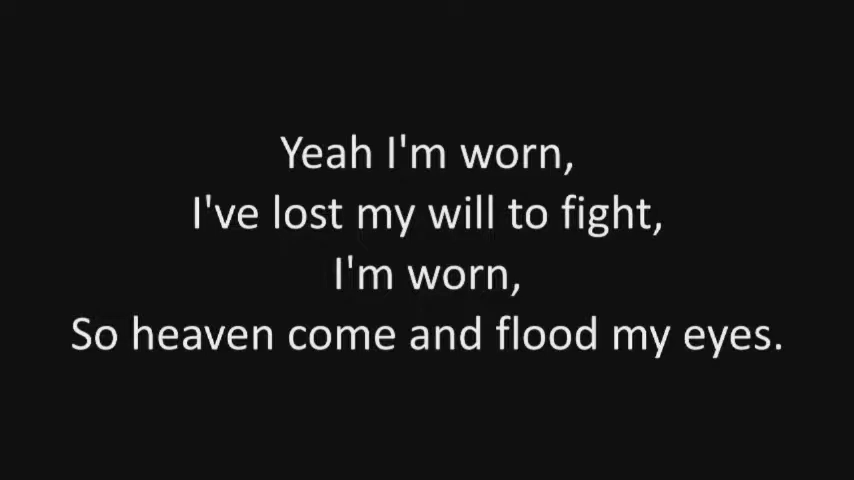 Yeah I'm worn,
I've lost my will to fight,
I'm worn,
So heaven come and flood my eyes.